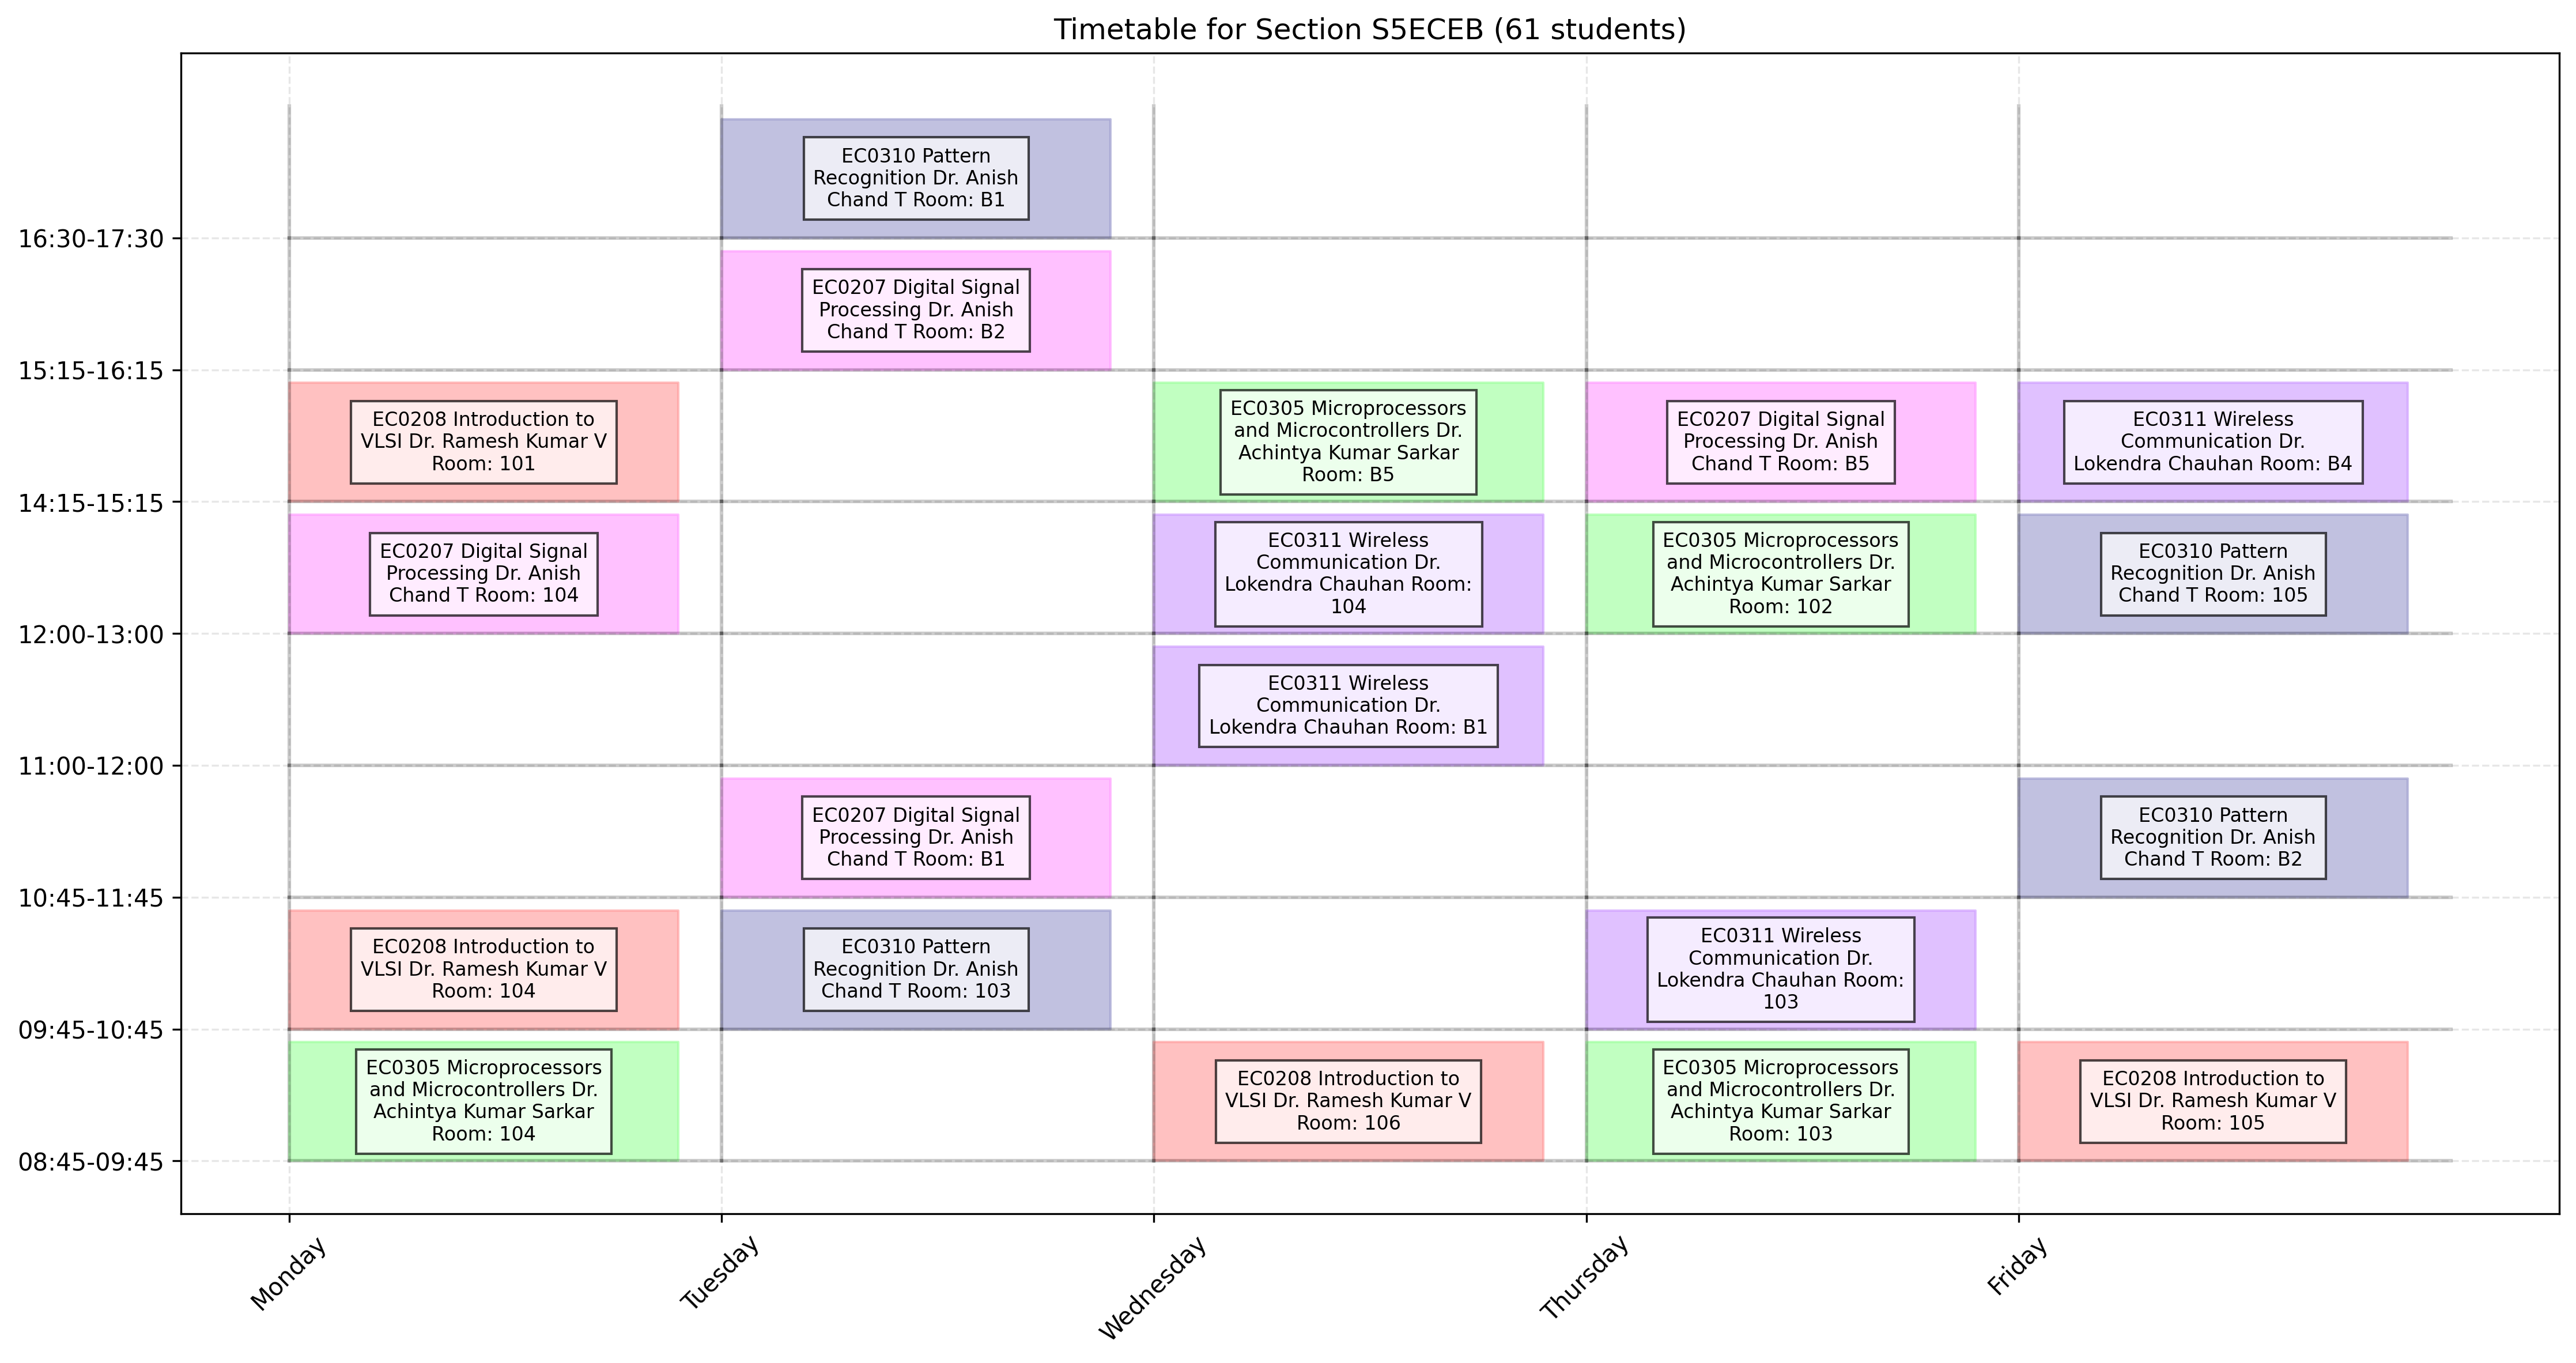 Timetable for Section S5ECEB (61 students)
16:30-17:30
EC0310 Pattern
Recognition Dr. Anish
Chand T Room: B1
15:15-16:15
EC0207 Digital Signal
Processing Dr. Anish
Chand T Room: B2
14:15-15:15
EC0208 Introduction to
VLSI Dr. Ramesh Kumar V
Room: 101
EC0305 Microprocessors
and Microcontrollers Dr.
Achintya Kumar Sarkar
Room: B5
EC0207 Digital Signal
Processing Dr. Anish
Chand T Room: B5
EC0311 Wireless
Communication Dr.
Lokendra Chauhan Room: B4
12:00-13:00
EC0207 Digital Signal
Processing Dr. Anish
Chand T Room: 104
EC0311 Wireless
Communication Dr.
Lokendra Chauhan Room:
104
EC0305 Microprocessors
and Microcontrollers Dr.
Achintya Kumar Sarkar
Room: 102
EC0310 Pattern
Recognition Dr. Anish
Chand T Room: 105
11:00-12:00
EC0311 Wireless
Communication Dr.
Lokendra Chauhan Room: B1
10:45-11:45
EC0207 Digital Signal
Processing Dr. Anish
Chand T Room: B1
EC0310 Pattern
Recognition Dr. Anish
Chand T Room: B2
09:45-10:45
EC0208 Introduction to
VLSI Dr. Ramesh Kumar V
Room: 104
EC0310 Pattern
Recognition Dr. Anish
Chand T Room: 103
EC0311 Wireless
Communication Dr.
Lokendra Chauhan Room:
103
08:45-09:45
EC0305 Microprocessors
and Microcontrollers Dr.
Achintya Kumar Sarkar
Room: 104
EC0208 Introduction to
VLSI Dr. Ramesh Kumar V
Room: 106
EC0305 Microprocessors
and Microcontrollers Dr.
Achintya Kumar Sarkar
Room: 103
EC0208 Introduction to
VLSI Dr. Ramesh Kumar V
Room: 105
Monday
Tuesday
Wednesday
Thursday
Friday